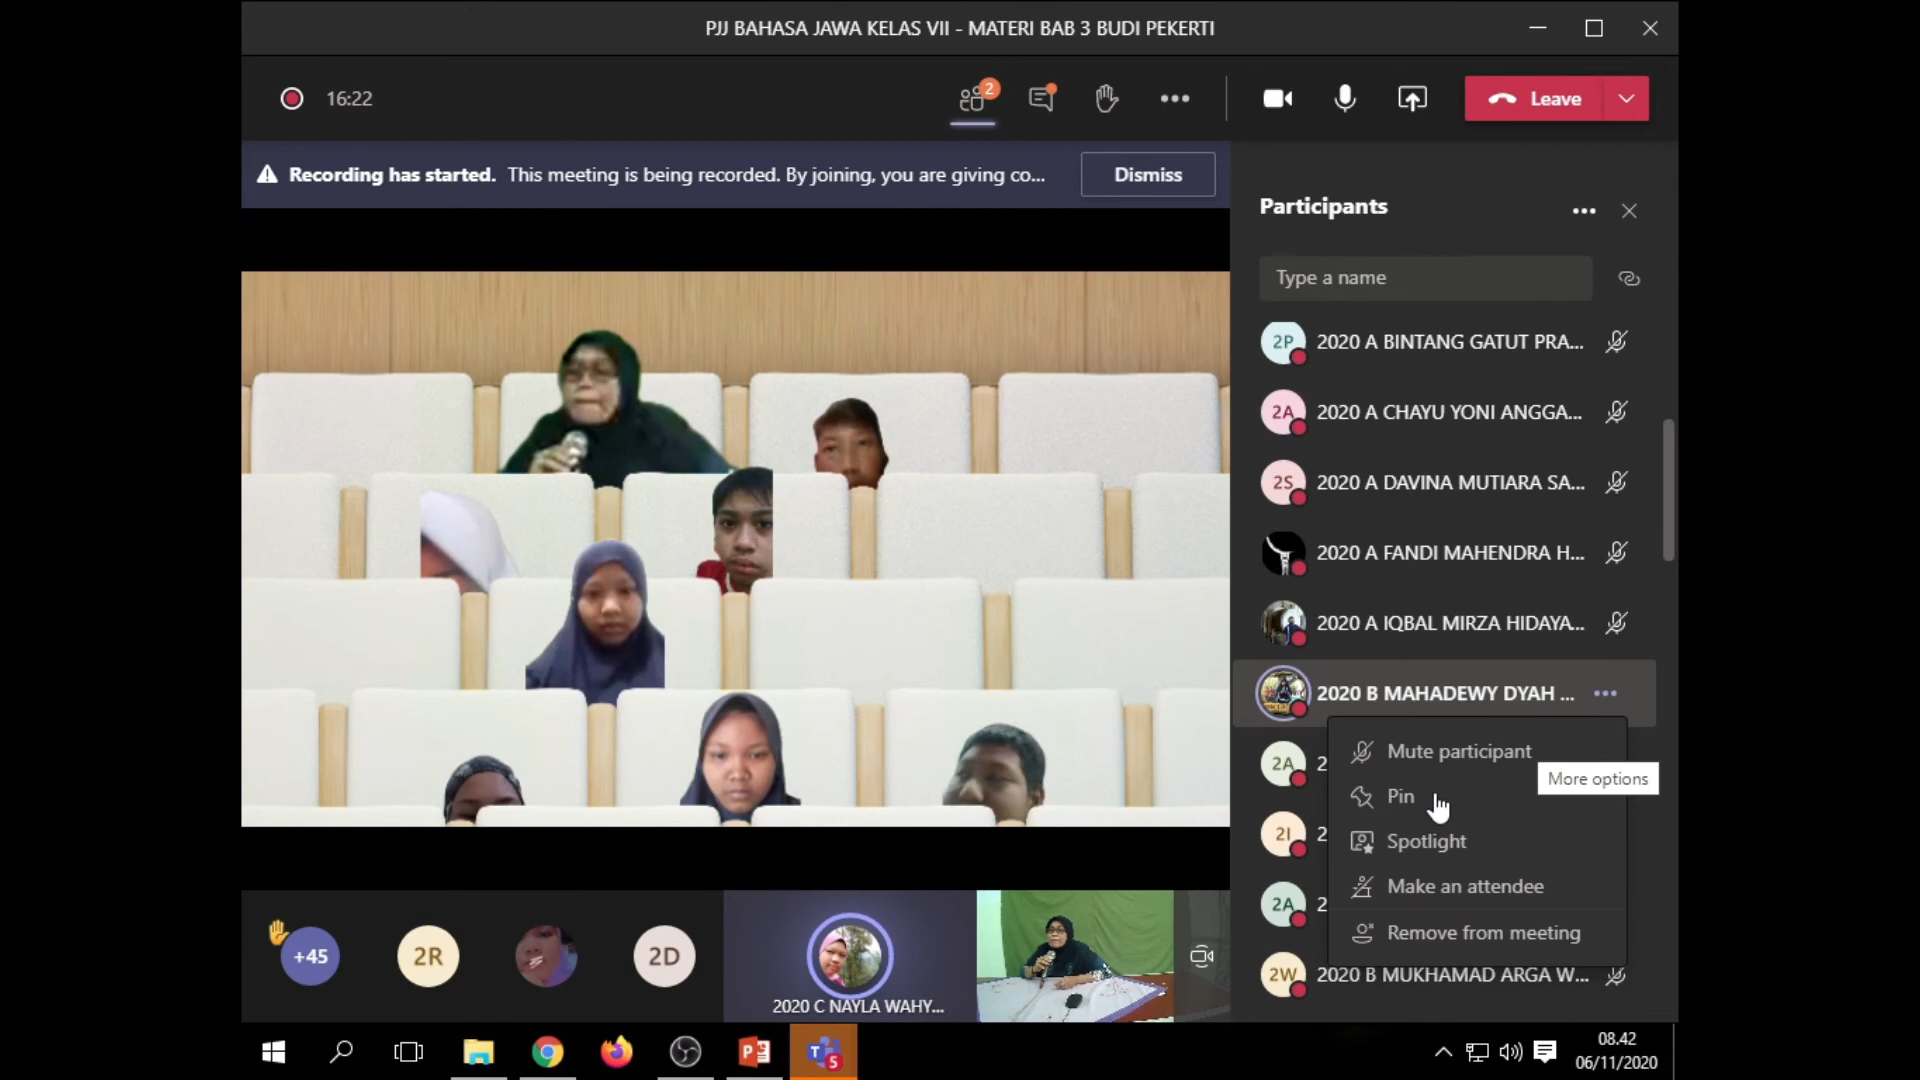 PJJ BAHASA JAWA KELAS VII - MATERI BAB 3 BUDI PEKERTI
16:22
2
Leave
Recording has started. This meeting is being recorded. By joining, you are giving co...
Dismiss
Participants
Type a name
2P 2020 A BINTANG GATUT PRA...
2A 2020 A CHAYU YONI ANGGA...
2S 2020 A DAVINA MUTIARA SA...
2020 A FANDI MAHENDRA H...
2020 A IQBAL MIRZA HIDAYA...
2020 B MAHADEWY DYAH ...
2A 2
Mute participant
More options
Pin
2I 2
Spotlight
Make an attendee
2A 2
Remove from meeting
2W 2020 B MUKHAMAD ARGA W...
+45
2R
2D
2020 C NAYLA WAHY...
5
08.42
06/11/2020